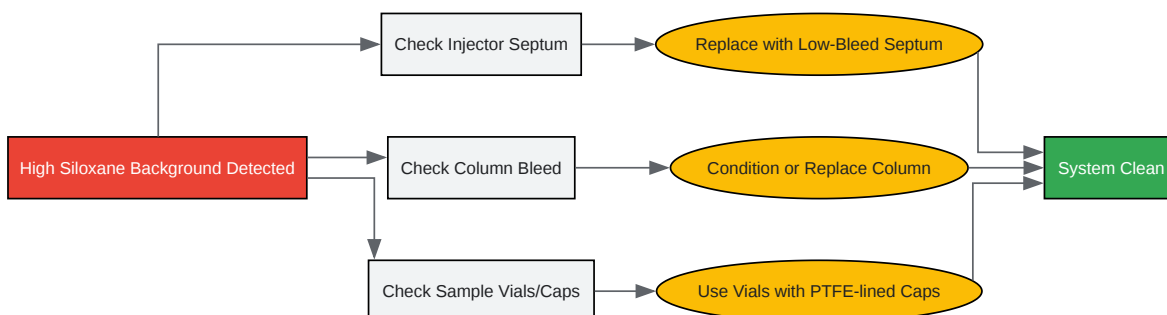 Check Injector Septum
Replace with Low-Bleed Septum
High Siloxane Background Detected
Check Column Bleed
Condition or Replace Column
System Clean
Check Sample Vials/Caps
Use Vials with PTFE-lined Caps